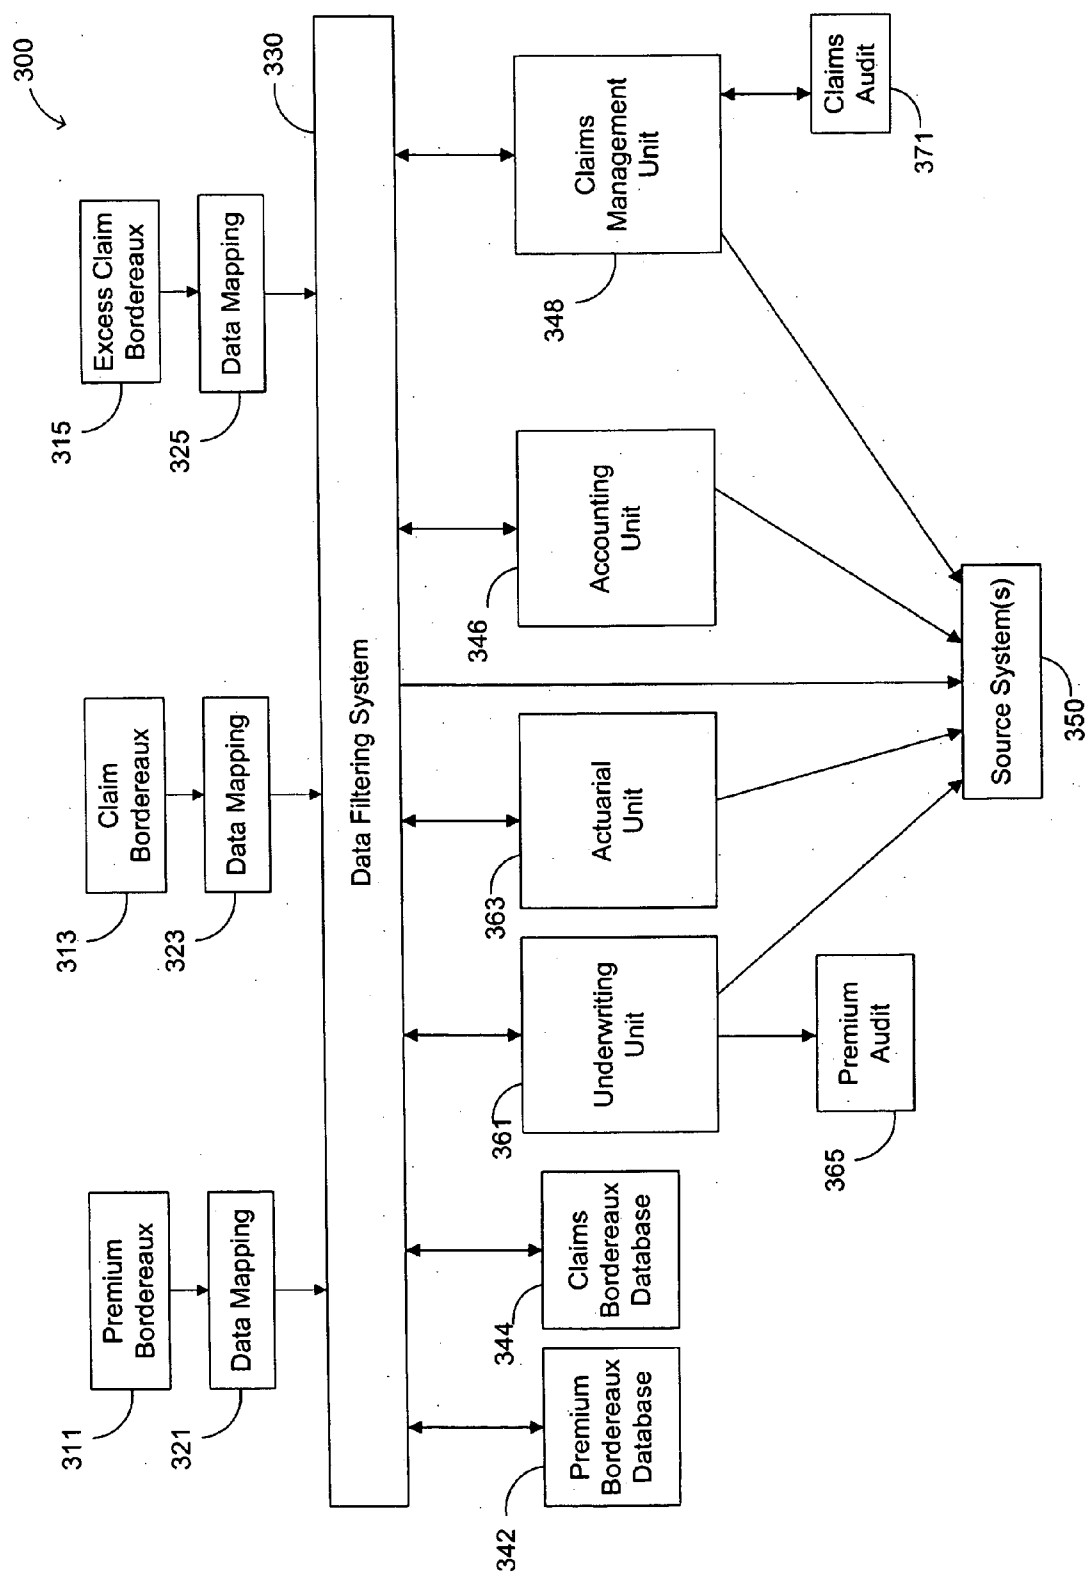 300
Premium
Bordereaux
311
Claim
Bordereaux
313
Excess Claim
Bordereaux
315
Data Mapping
321
Data Mapping
323
Data Mapping
325
330
Data Filtering System
Premium
Bordereaux
Database
342
Claims
Bordereaux
Database
344
Underwriting
Unit
361
Actuarial
Unit
363
Accounting
Unit
346
Claims
Management
Unit
348
Premium
Audit
365
Claims
Audit
371
Source System(s)
350